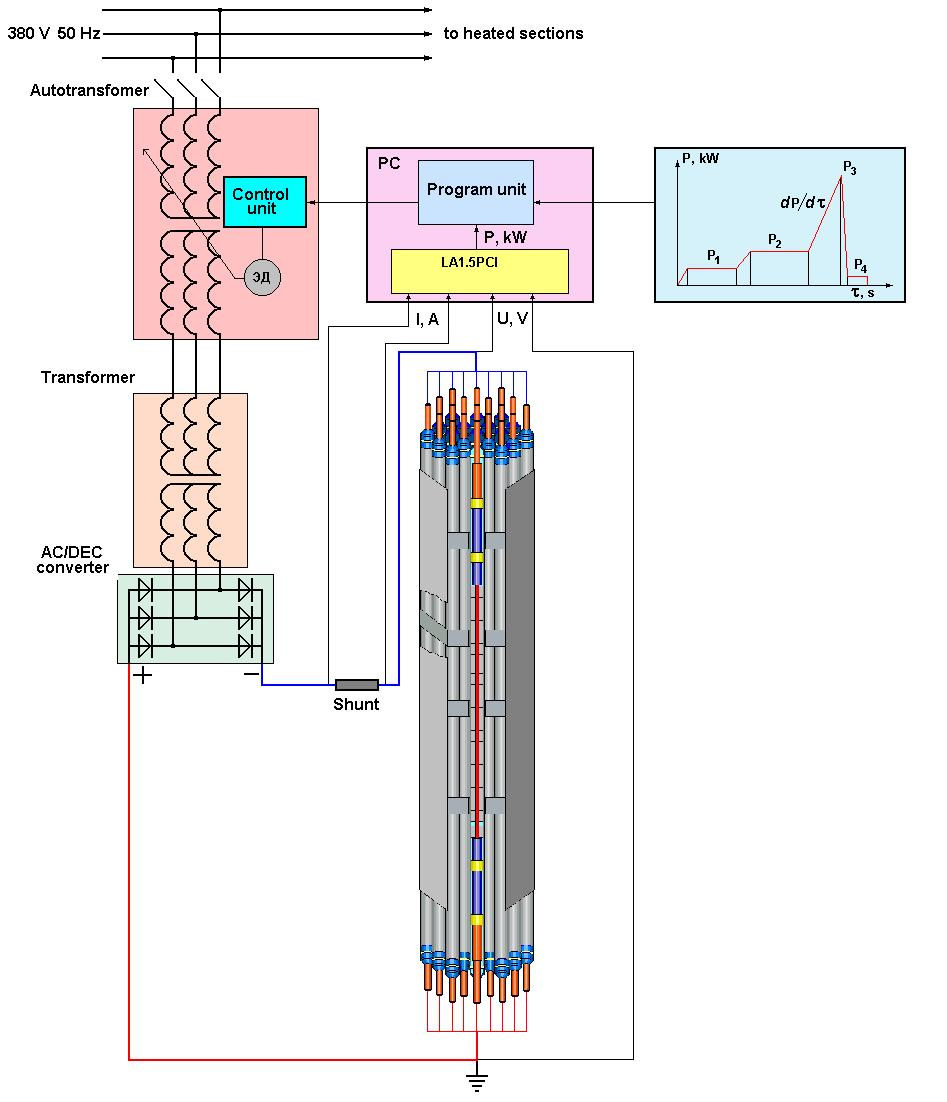 380 V 50 Hz
to heated sections
Autotransfomer
PC
Program unit
Control
unit
P, kW
LA1.5PCI
ЭД
I, A
U, V
P, kW
P3
dP/dτ
P1
P2
P4
τ, s
Transformer
AC/DEC
converter
+
−
Shunt